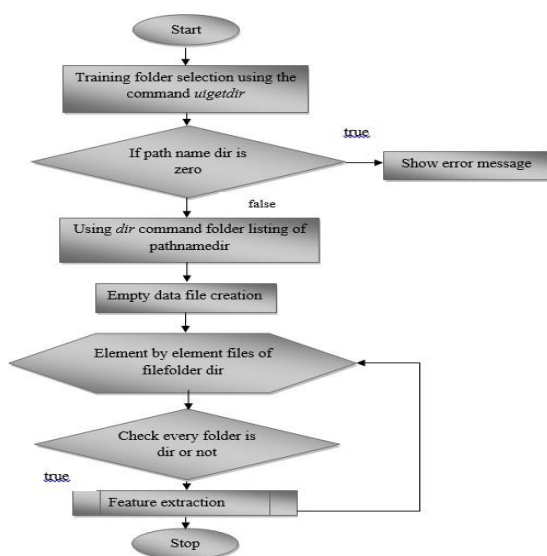 Start
Training folder selection using the
command uigetdir
true
If path name dir is
zero
Show error message
false
Using dir command folder listing of
pathnamedir
Empty data file creation
Element by element files of
filefolder dir
Check every folder is
dir or not
true
Feature extraction
Stop